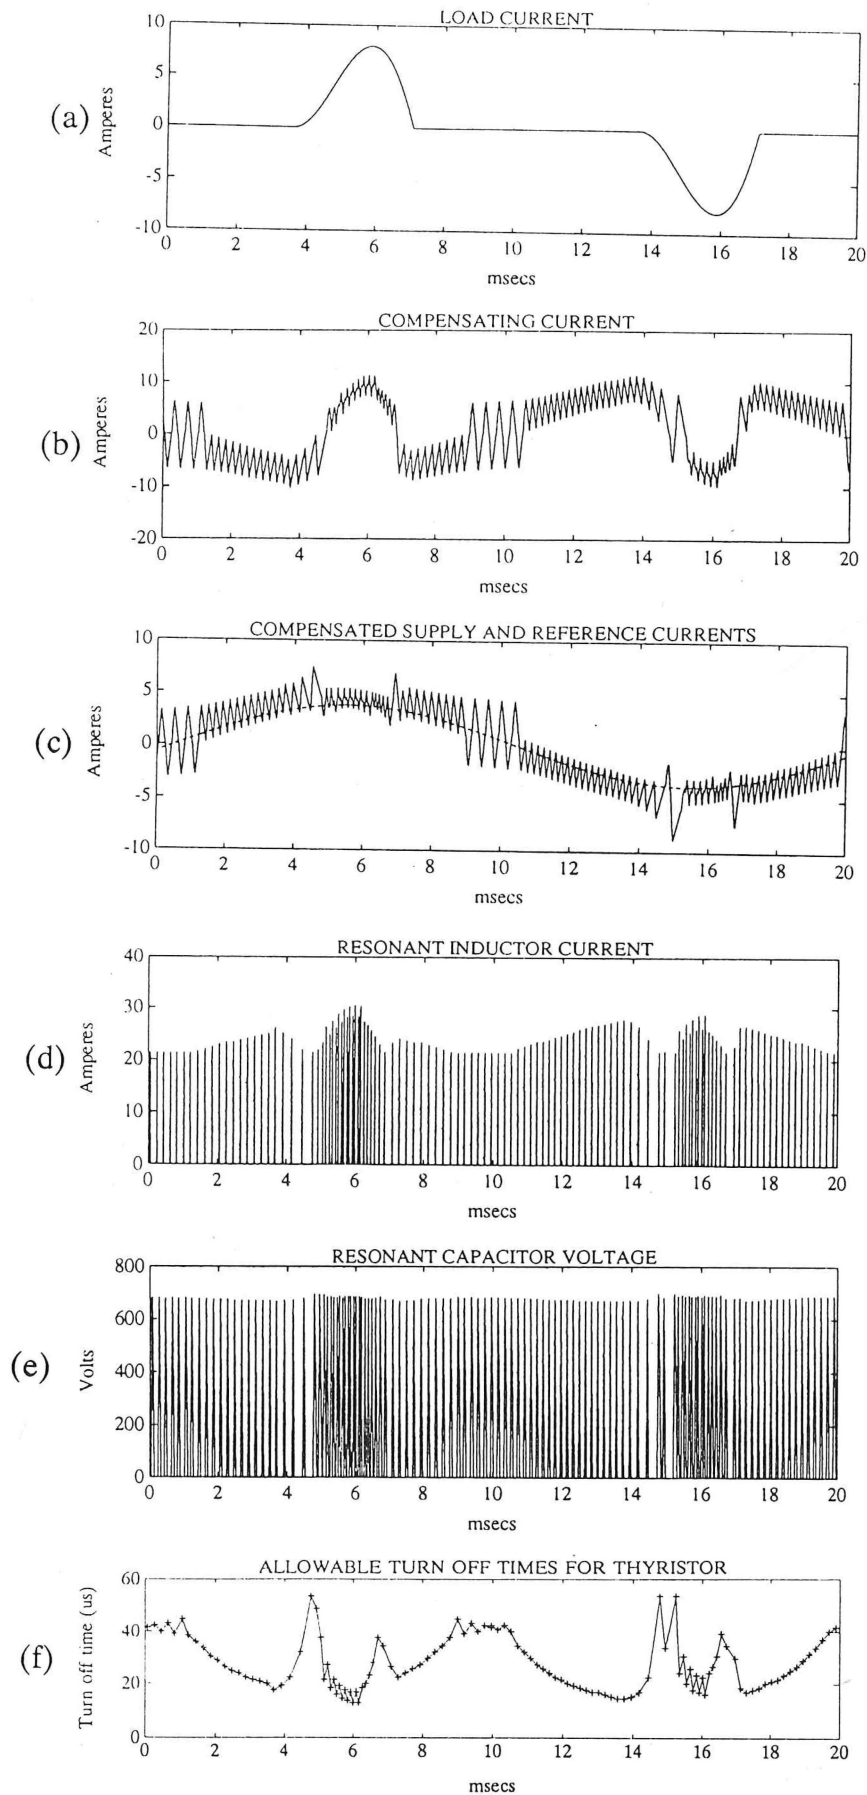 LOAD CURRENT
10
5
(a)
Amperes
0
-5
-10
0 2 4 6 8 10 12 14 16 18 20
msecs
COMPENSATING CURRENT
20
10
(b)
Amperes
0
-10
-20
0 2 4 6 8 10 12 14 16 18 20
msecs
COMPENSATED SUPPLY AND REFERENCE CURRENTS
10
5
(c)
Amperes
0
-5
-10
0 2 4 6 8 10 12 14 16 18 20
msecs
RESONANT INDUCTOR CURRENT
40
30
(d)
Amperes
20
10
0
0 2 4 6 8 10 12 14 16 18 20
msecs
RESONANT CAPACITOR VOLTAGE
800
600
(e)
Volts
400
200
0
0 2 4 6 8 10 12 14 16 18 20
msecs
ALLOWABLE TURN OFF TIMES FOR THYRISTOR
60
40
(f)
Turn off time (us)
20
0
0 2 4 6 8 10 12 14 16 18 20
msecs